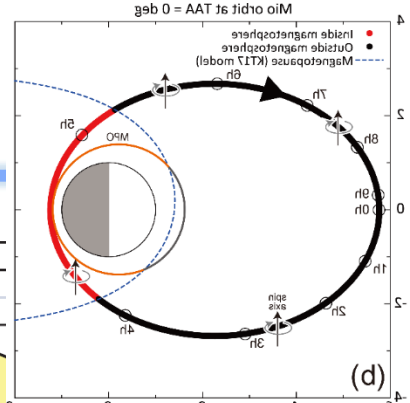 Mio orbit at TAA = 0 deg
Inside magnetosphere
Outside magnetosphere
Magnetopause (KT17 model)
6h
7h
5h
MPO
8h
9h
0h
0
1h
spin
axis
2h
-2
4h
3h
(b)